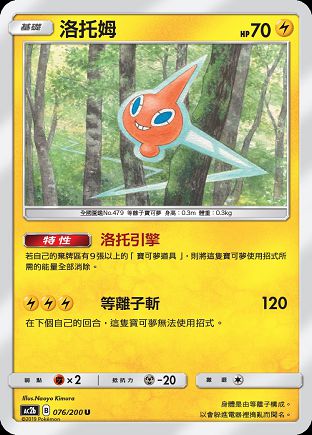 基礎 洛托姆 HP 70
全國圖鑑No.479 等離子寶可夢 身高：0.3m 體重：0.3kg
特性 洛托引擎
若自己的棄牌區有9張以上的「寶可夢道具」，則將這隻寶可夢使用招式所
需的能量全部消除。
等離子斬 120
在下個自己的回合，這隻寶可夢無法使用招式。
弱點 ×2 抵抗力 -20 撤退
Illus.Naoyo Kimura
AC2b B 076/200 U
©2019 Pokémon
身體是由等離子構成。
以會躲進電器裡搗亂而聞名。